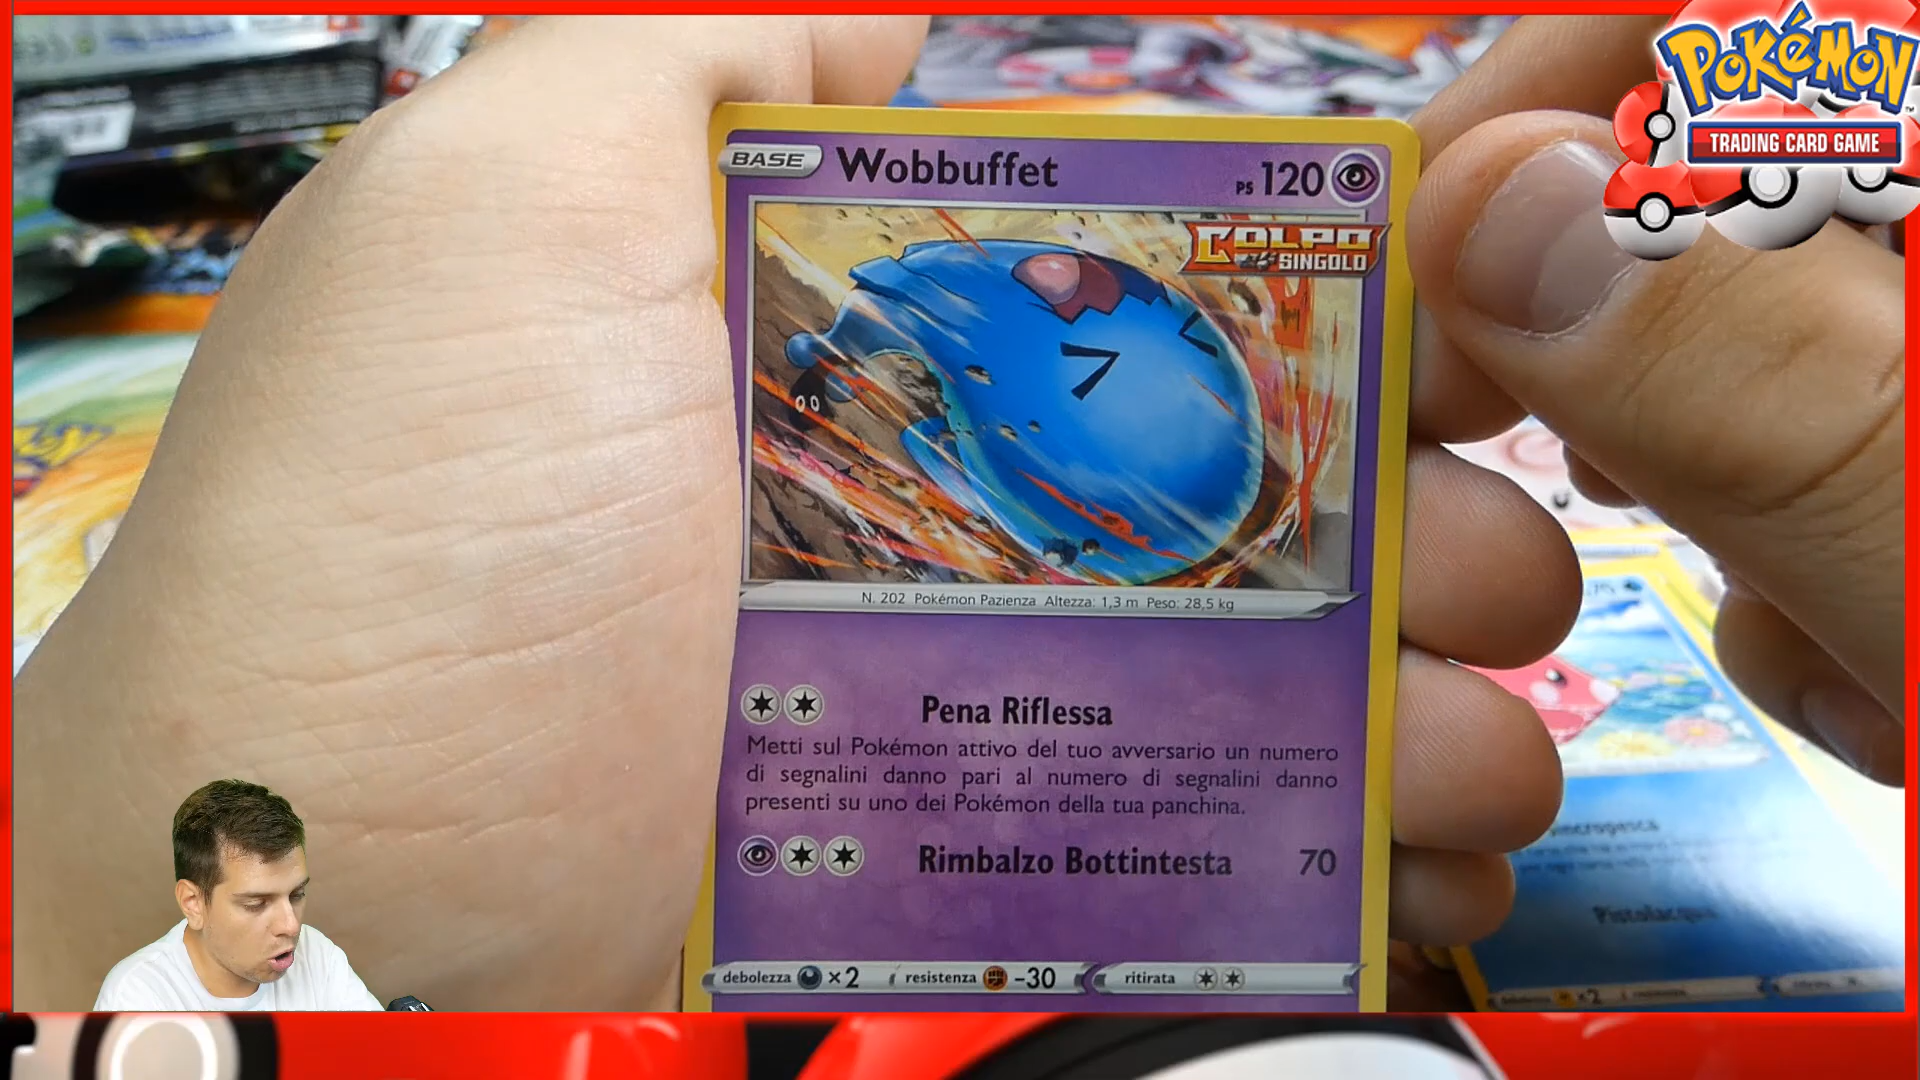 POKÉMON
TRADING CARD GAME
BASE Wobbuffet PS 120
COLPO
SINGOLO
N. 202 Pokémon Pazienza Altezza: 1,3 m Peso: 28,5 kg
Pena Riflessa
Metti sul Pokémon attivo del tuo avversario un numero
di segnalini danno pari al numero di segnalini danno
presenti su uno dei Pokémon della tua panchina.
Rimbalzo Bottintesta 70
debolezza ×2 resistenza -30 ritirata
Pistolacqua